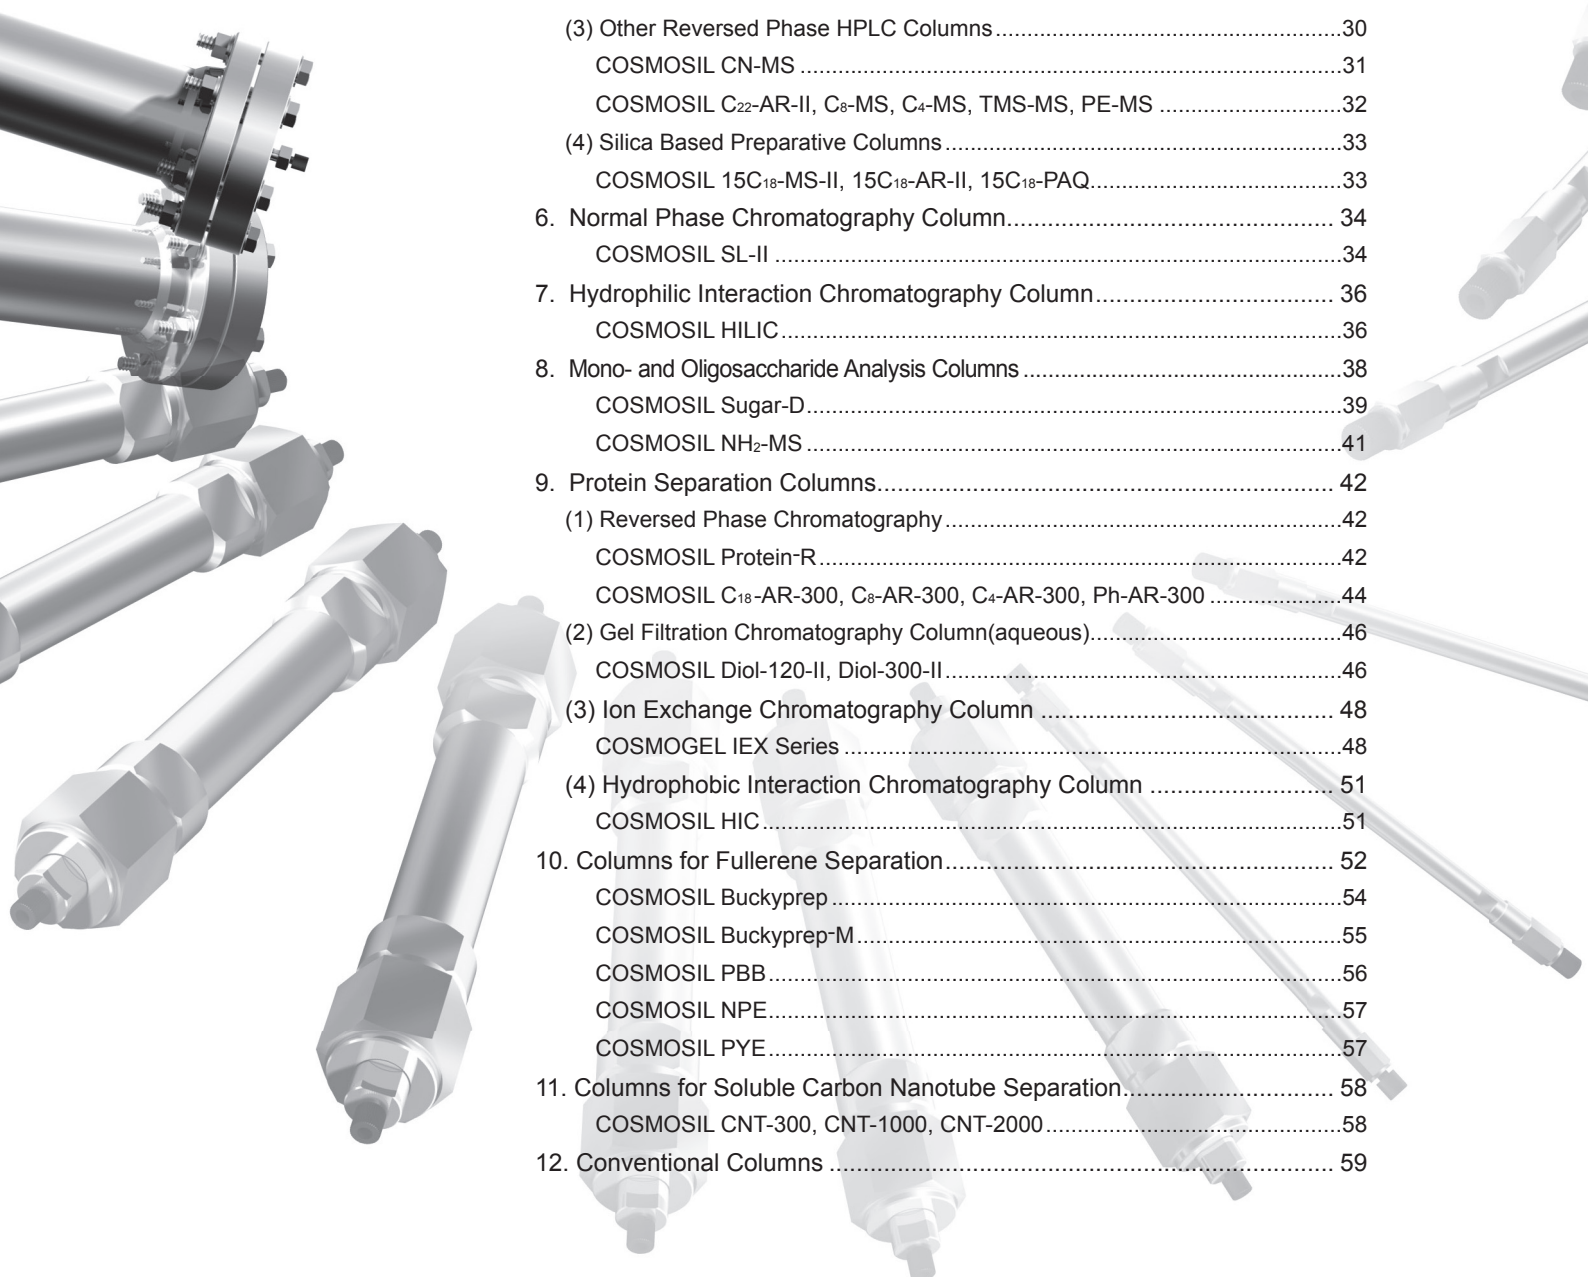 (3) Other Reversed Phase HPLC Columns......................................................30
COSMOSIL CN-MS .....................................................................................31
COSMOSIL C22-AR-II, C8-MS, C4-MS, TMS-MS, PE-MS .............................32
(4) Silica Based Preparative Columns..............................................................33
COSMOSIL 15C18-MS-II, 15C18-AR-II, 15C18-PAQ........................................33
6. Normal Phase Chromatography Column.................................................... 34
COSMOSIL SL-II .........................................................................................34
7. Hydrophilic Interaction Chromatography Column...................................... 36
COSMOSIL HILIC........................................................................................36
8. Mono- and Oligosaccharide Analysis Columns ..................................................38
COSMOSIL Sugar-D....................................................................................39
COSMOSIL NH2-MS ....................................................................................41
9. Protein Separation Columns......................................................................... 42
(1) Reversed Phase Chromatography..............................................................42
COSMOSIL Protein-R..................................................................................42
COSMOSIL C18-AR-300, C8-AR-300, C4-AR-300, Ph-AR-300 .....................44
(2) Gel Filtration Chromatography Column(aqueous).......................................46
COSMOSIL Diol-120-II, Diol-300-II..............................................................46
(3) Ion Exchange Chromatography Column ................................................ 48
COSMOGEL IEX Series ..............................................................................48
(4) Hydrophobic Interaction Chromatography Column .............................. 51
COSMOSIL HIC...........................................................................................51
10. Columns for Fullerene Separation.............................................................. 52
COSMOSIL Buckyprep ................................................................................54
COSMOSIL Buckyprep-M............................................................................55
COSMOSIL PBB..........................................................................................56
COSMOSIL NPE..........................................................................................57
COSMOSIL PYE..........................................................................................57
11. Columns for Soluble Carbon Nanotube Separation.................................. 58
COSMOSIL CNT-300, CNT-1000, CNT-2000..............................................58
12. Conventional Columns ................................................................................ 59